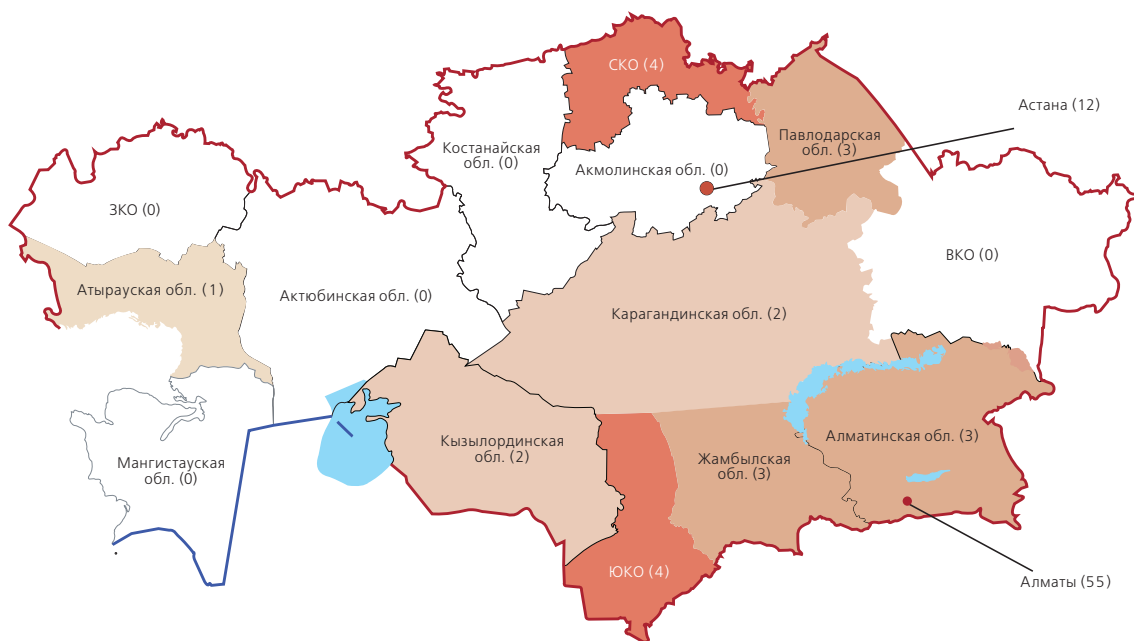 СКО (4)
Астана (12)
Павлодарская
обл. (3)
Костанайская
обл. (0)
Акмолинская обл. (0)
ЗКО (0)
ВКО (0)
Атырауская обл. (1)
Актюбинская обл. (0)
Карагандинская обл. (2)
Кызылординская
обл. (2)
Алматинская обл. (3)
Жамбылская
обл. (3)
Мангистауская
обл. (0)
ЮКО (4)
Алматы (55)